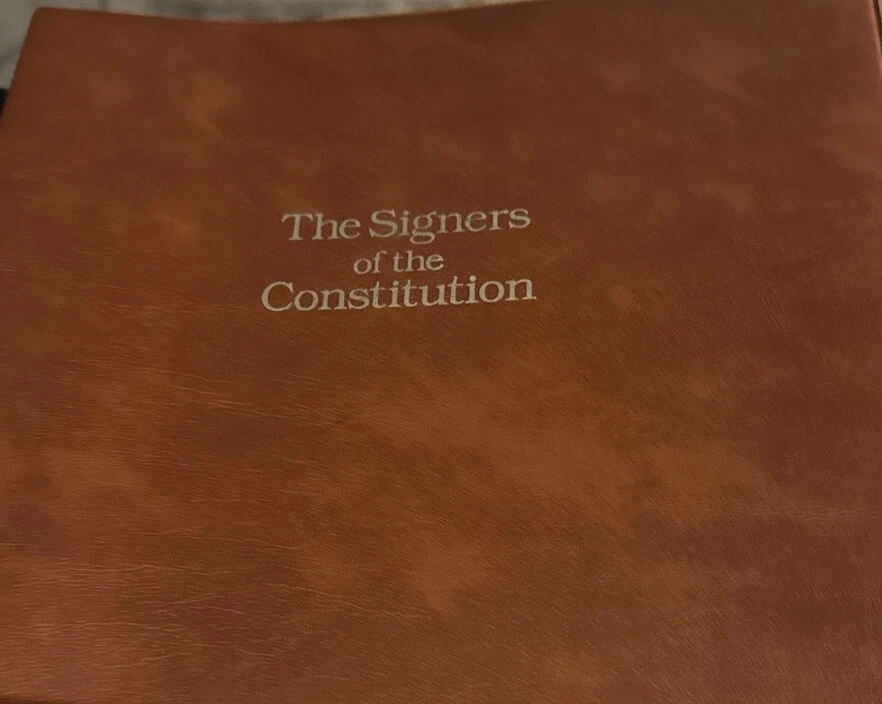 The Signers
of the
Constitution